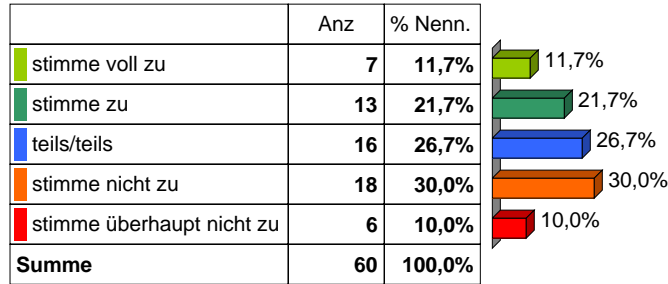 Anz % Nenn.
stimme voll zu 7 11,7% 11,7%
stimme zu 13 21,7% 21,7%
teils/teils 16 26,7% 26,7%
stimme nicht zu 18 30,0% 30,0%
stimme überhaupt nicht zu 6 10,0% 10,0%
Summe 60 100,0%